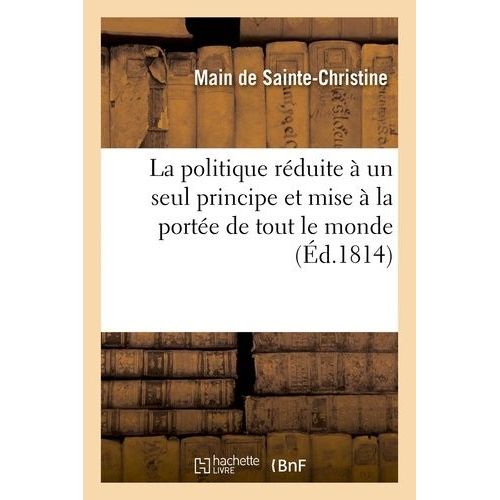 Main de Sainte-Christine
La politique réduite à un
seul principe et mise à la
portée de tout le monde
(Éd.1814)
hachette
LIVRE
{BnF